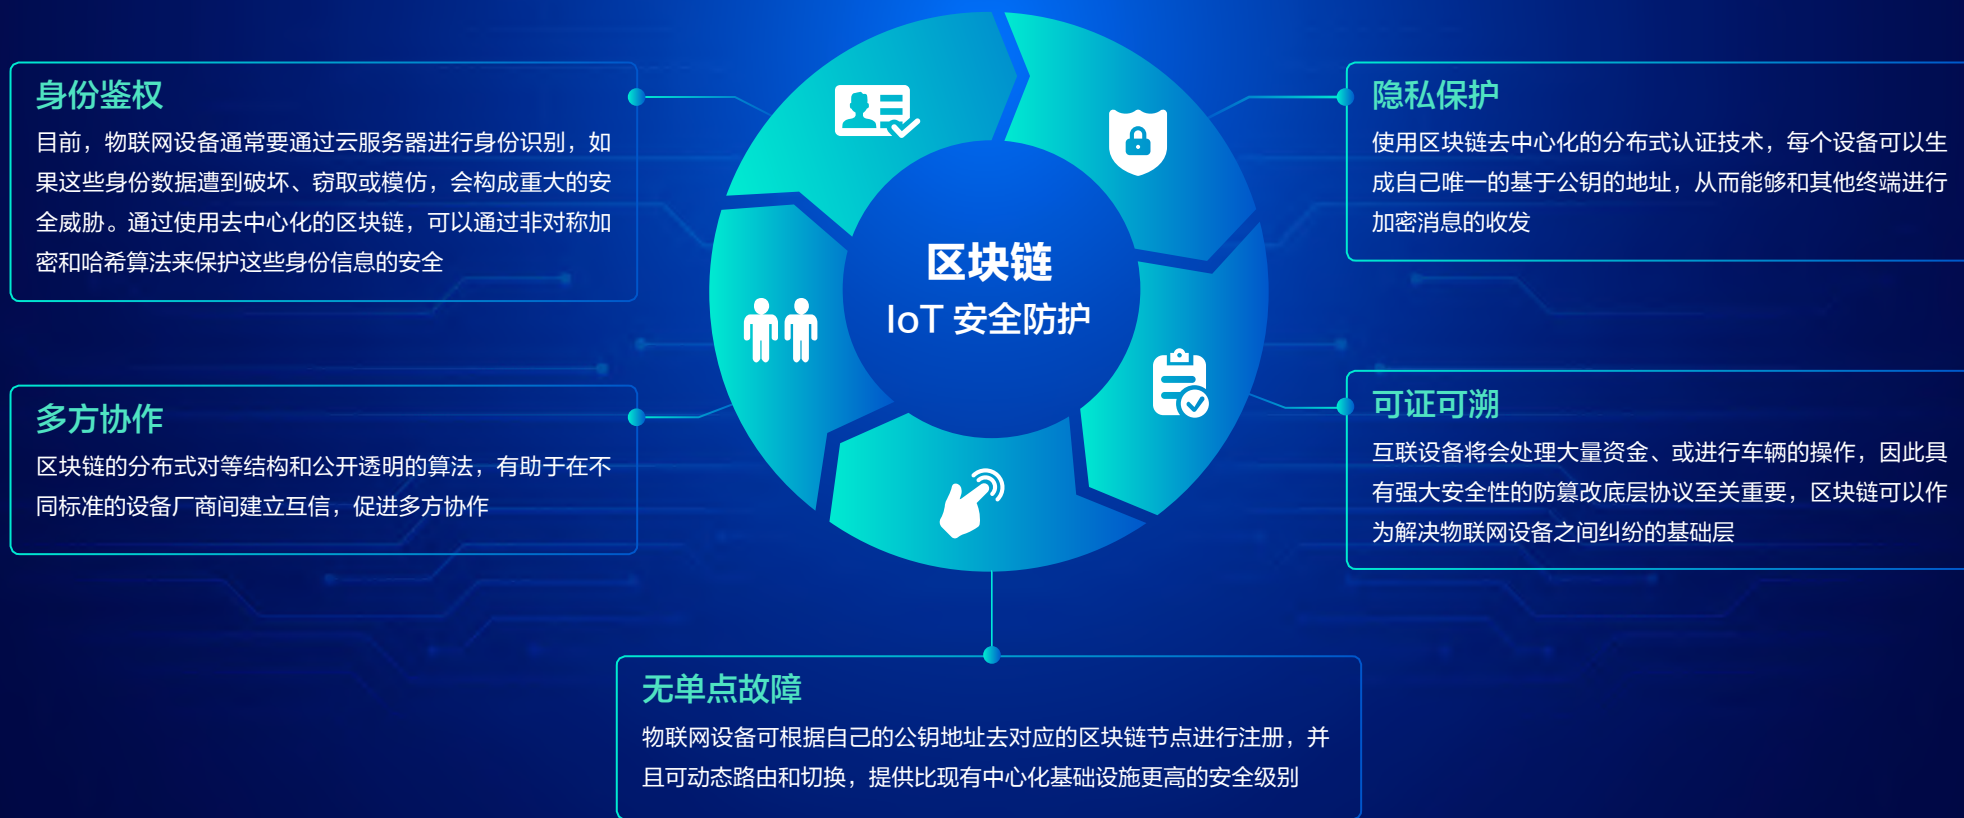 身份鉴权
目前，物联网设备通常要通过云服务器进行身份识别，如
果这些身份数据遭到破坏、窃取或模仿，会构成重大的安
全威胁。通过使用去中心化的区块链，可以通过非对称加
密和哈希算法来保护这些身份信息的安全
多方协作
区块链的分布式对等结构和公开透明的算法，有助于在不
同标准的设备厂商间建立互信，促进多方协作
区块链
IoT 安全防护
隐私保护
使用区块链去中心化的分布式认证技术，每个设备可以生
成自己唯一的基于公钥的地址，从而能够和其他终端进行
加密消息的收发
可证可溯
互联设备将会处理大量资金、或进行车辆的操作，因此具
有强大安全性的防篡改底层协议至关重要，区块链可以作
为解决物联网设备之间纠纷的基础层
无单点故障
物联网设备可根据自己的公钥地址去对应的区块链节点进行注册，并
且可动态路由和切换，提供比现有中心化基础设施更高的安全级别